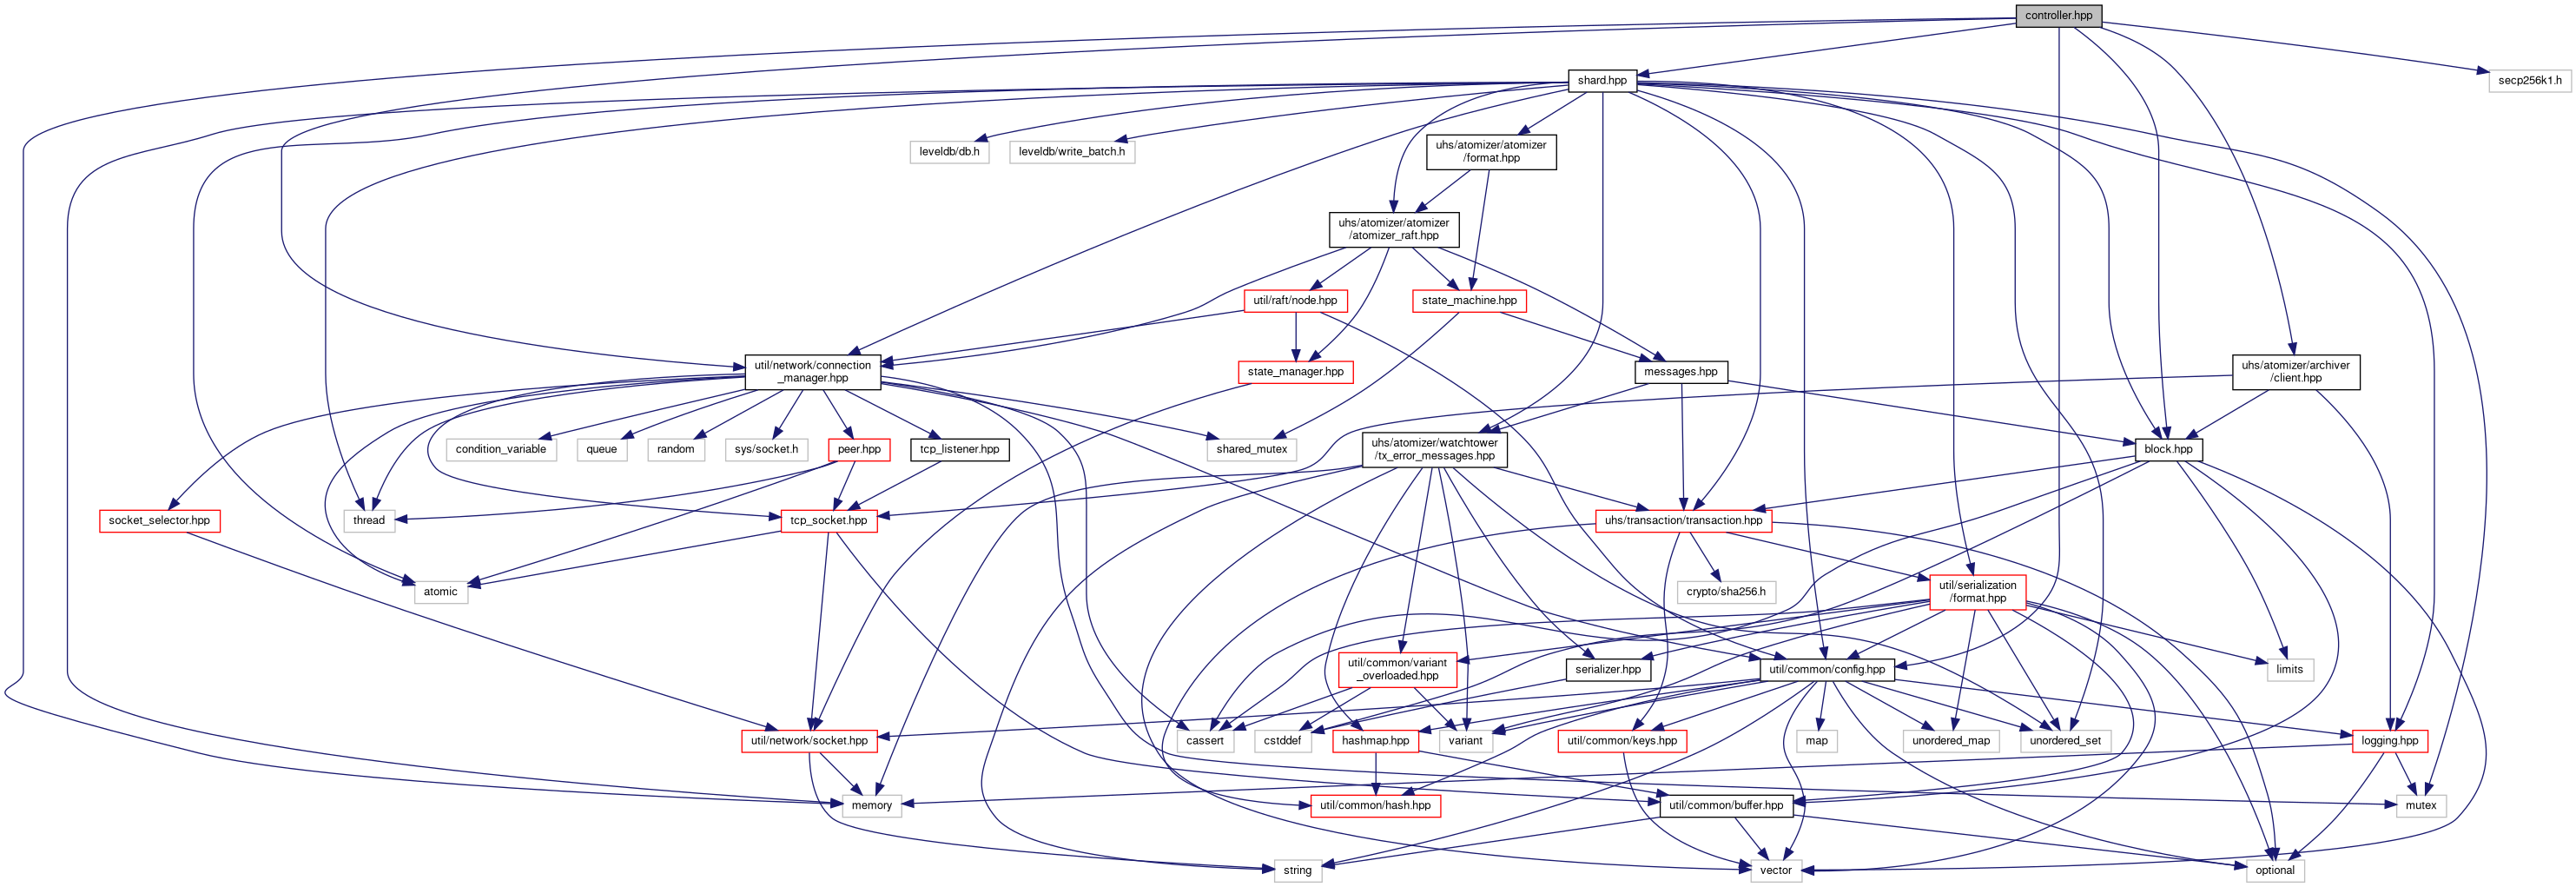 controller.hpp
shard.hpp
secp256k1.h
leveldb/db.h
leveldb/write_batch.h
uhs/atomizer/atomizer
/format.hpp
uhs/atomizer/atomizer
/atomizer_raft.hpp
util/raft/node.hpp
state_machine.hpp
util/network/connection
_manager.hpp
state_manager.hpp
messages.hpp
uhs/atomizer/archiver
/client.hpp
condition_variable
queue
random
sys/socket.h
peer.hpp
tcp_listener.hpp
shared_mutex
uhs/atomizer/watchtower
/tx_error_messages.hpp
block.hpp
socket_selector.hpp
thread
tcp_socket.hpp
uhs/transaction/transaction.hpp
atomic
crypto/sha256.h
util/serialization
/format.hpp
util/common/variant
_overloaded.hpp
serializer.hpp
util/common/config.hpp
limits
util/network/socket.hpp
cassert
cstddef
hashmap.hpp
variant
util/common/keys.hpp
map
unordered_map
unordered_set
logging.hpp
memory
util/common/hash.hpp
util/common/buffer.hpp
mutex
string
vector
optional